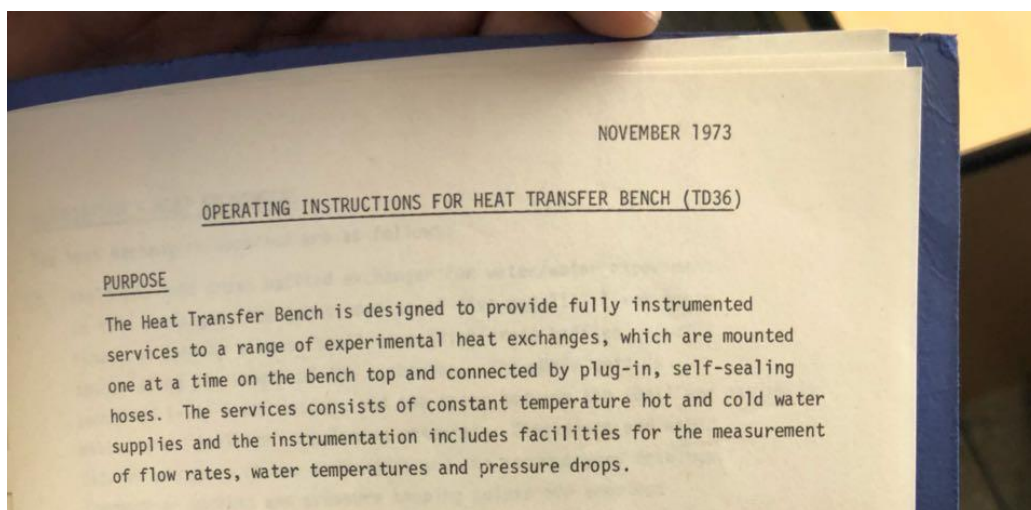 NOVEMBER 1973
OPERATING INSTRUCTIONS FOR HEAT TRANSFER BENCH (TD36)
PURPOSE
The Heat Transfer Bench is designed to provide fully instrumented
services to a range of experimental heat exchanges, which are mounted
one at a time on the bench top and connected by plug-in, self-sealing
hoses.  The services consists of constant temperature hot and cold water
supplies and the instrumentation includes facilities for the measurement
of flow rates, water temperatures and pressure drops.